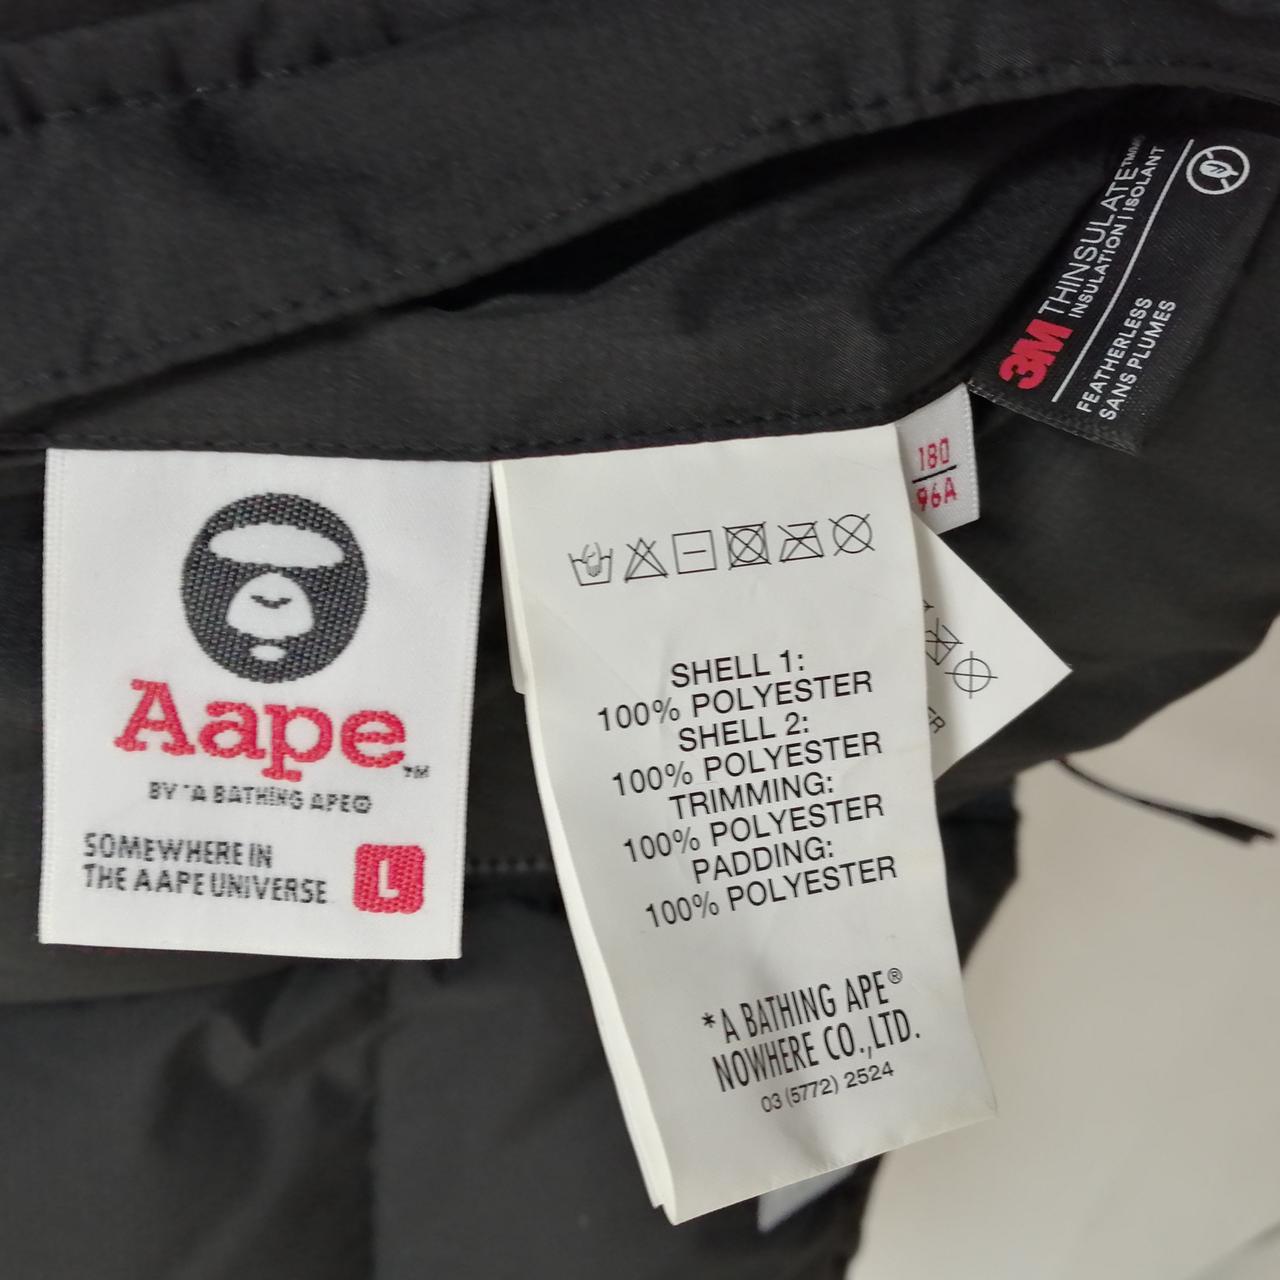 Aape™
BY *A BATHING APE®
SOMEWHERE IN
THE AAPE UNIVERSE
L
SHELL 1:
100% POLYESTER
SHELL 2:
100% POLYESTER
TRIMMING:
100% POLYESTER
PADDING:
100% POLYESTER
*A BATHING APE®
NOWHERE CO.,LTD.
03 (5772) 2524
180
96A
3M THINSULATE™
INSULATION | ISOLANT
FEATHERLESS
SANS PLUMES